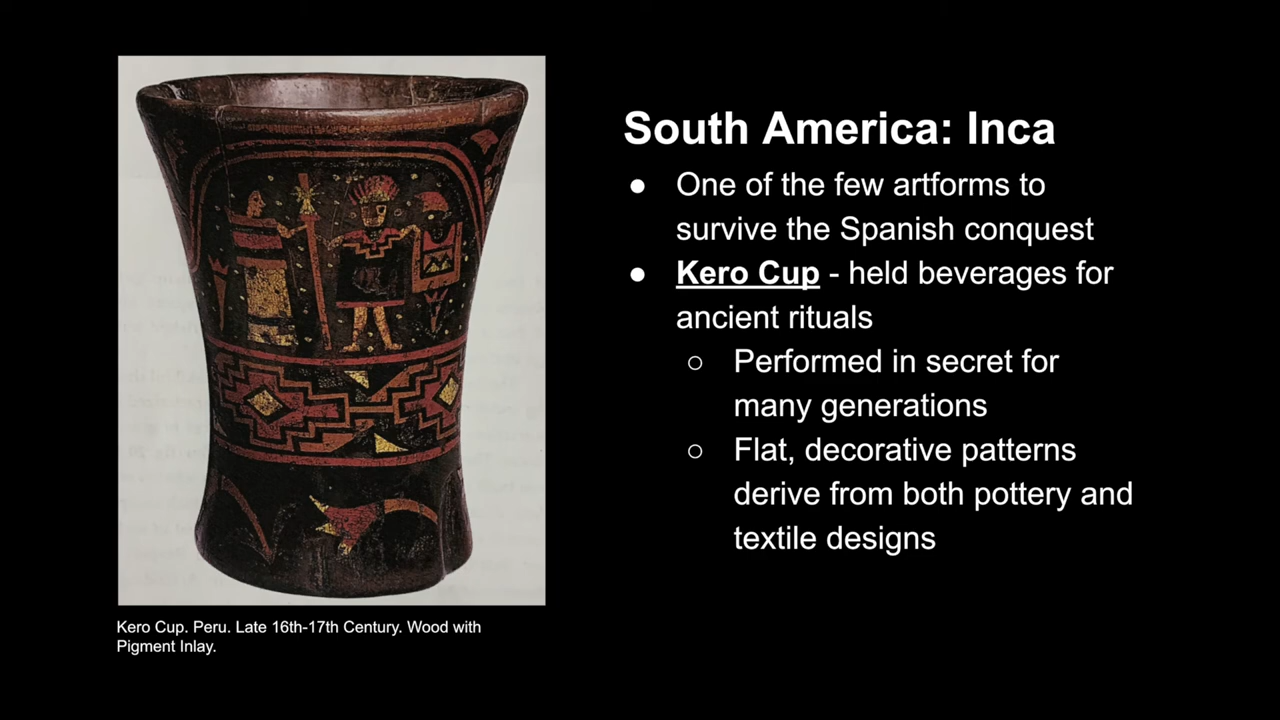 South America: Inca
● One of the few artforms to
survive the Spanish conquest
● Kero Cup - held beverages for
ancient rituals
○ Performed in secret for
many generations
○ Flat, decorative patterns
derive from both pottery and
textile designs
Kero Cup. Peru. Late 16th-17th Century. Wood with
Pigment Inlay.